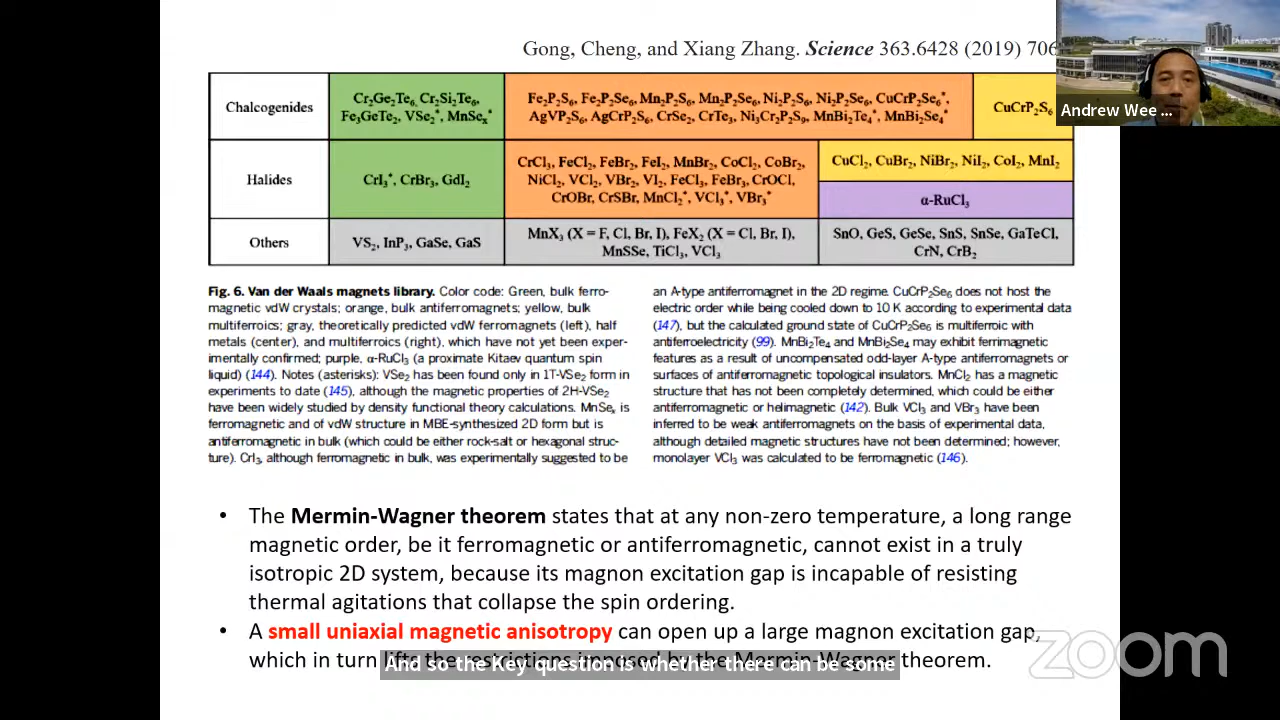 Gong, Cheng, and Xiang Zhang. Science 363.6428 (2019) 706
Chalcogenides
Cr₂Ge₂Te₆, Cr₂Si₂Te₆,
Fe₃GeTe₂, VSe₂*, MnSeₓ*
Fe₂P₂S₆, Fe₂P₂Se₆, Mn₂P₂S₆, Mn₂P₂Se₆, Ni₂P₂S₆, Ni₂P₂Se₆, CuCrP₂Se₆*,
AgVP₂S₆, AgCrP₂S₆, CrSe₂, CrTe₃, Ni₃Cr₂P₂S₉, MnBi₂Te₄*, MnBi₂Se₄*
CuCrP₂S₆
Halides
CrI₃*, CrBr₃, GdI₂
CrCl₃, FeCl₂, FeBr₂, FeI₂, MnBr₂, CoCl₂, CoBr₂,
NiCl₂, VCl₂, VBr₂, VI₂, FeCl₃, FeBr₃, CrOCl,
CrOBr, CrSBr, MnCl₂*, VCl₃*, VBr₃*
CuCl₂, CuBr₂, NiBr₂, NiI₂, CoI₂, MnI₂
α-RuCl₃
Others
VS₂, InP₃, GaSe, GaS
MnX₃ (X = F, Cl, Br, I), FeX₂ (X = Cl, Br, I),
MnSSe, TiCl₃, VCl₃
SnO, GeS, GeSe, SnS, SnSe, GaTeCl,
CrN, CrB₂
Fig. 6. Van der Waals magnets library. Color code: Green, bulk ferro-
magnetic vdW crystals; orange, bulk antiferromagnets; yellow, bulk
multiferroics; gray, theoretically predicted vdW ferromagnets (left), half
metals (center), and multiferroics (right), which have not yet been exper-
imentally confirmed; purple, α-RuCl₃ (a proximate Kitaev quantum spin
liquid) (144). Notes (asterisks): VSe₂ has been found only in 1T-VSe₂ form in
experiments to date (145), although the magnetic properties of 2H-VSe₂
have been widely studied by density functional theory calculations. MnSeₓ is
ferromagnetic and of vdW structure in MBE-synthesized 2D form but is
antiferromagnetic in bulk (which could be either rock-salt or hexagonal struc-
ture). CrI₃, although ferromagnetic in bulk, was experimentally suggested to be
an A-type antiferromagnet in the 2D regime. CuCrP₂Se₆ does not host the
electric order while being cooled down to 10 K according to experimental data
(147), but the calculated ground state of CuCrP₂Se₆ is multiferroic with
antiferroelectricity (99). MnBi₂Te₄ and MnBi₂Se₄ may exhibit ferrimagnetic
features as a result of uncompensated odd-layer A-type antiferromagnets or
surfaces of antiferromagnetic topological insulators. MnCl₂ has a magnetic
structure that has not been completely determined, which could be either
antiferromagnetic or helimagnetic (142). Bulk VCl₃ and VBr₃ have been
inferred to be weak antiferromagnets on the basis of experimental data,
although detailed magnetic structures have not been determined; however,
monolayer VCl₃ was calculated to be ferromagnetic (146).
• The Mermin-Wagner theorem states that at any non-zero temperature, a long range
magnetic order, be it ferromagnetic or antiferromagnetic, cannot exist in a truly
isotropic 2D system, because its magnon excitation gap is incapable of resisting
thermal agitations that collapse the spin ordering.
• A small uniaxial magnetic anisotropy can open up a large magnon excitation gap,
which in turn lifts the restrictions imposed by the Mermin-Wagner theorem.
And so the Key question is whether there can be some
Andrew Wee ...
zoom